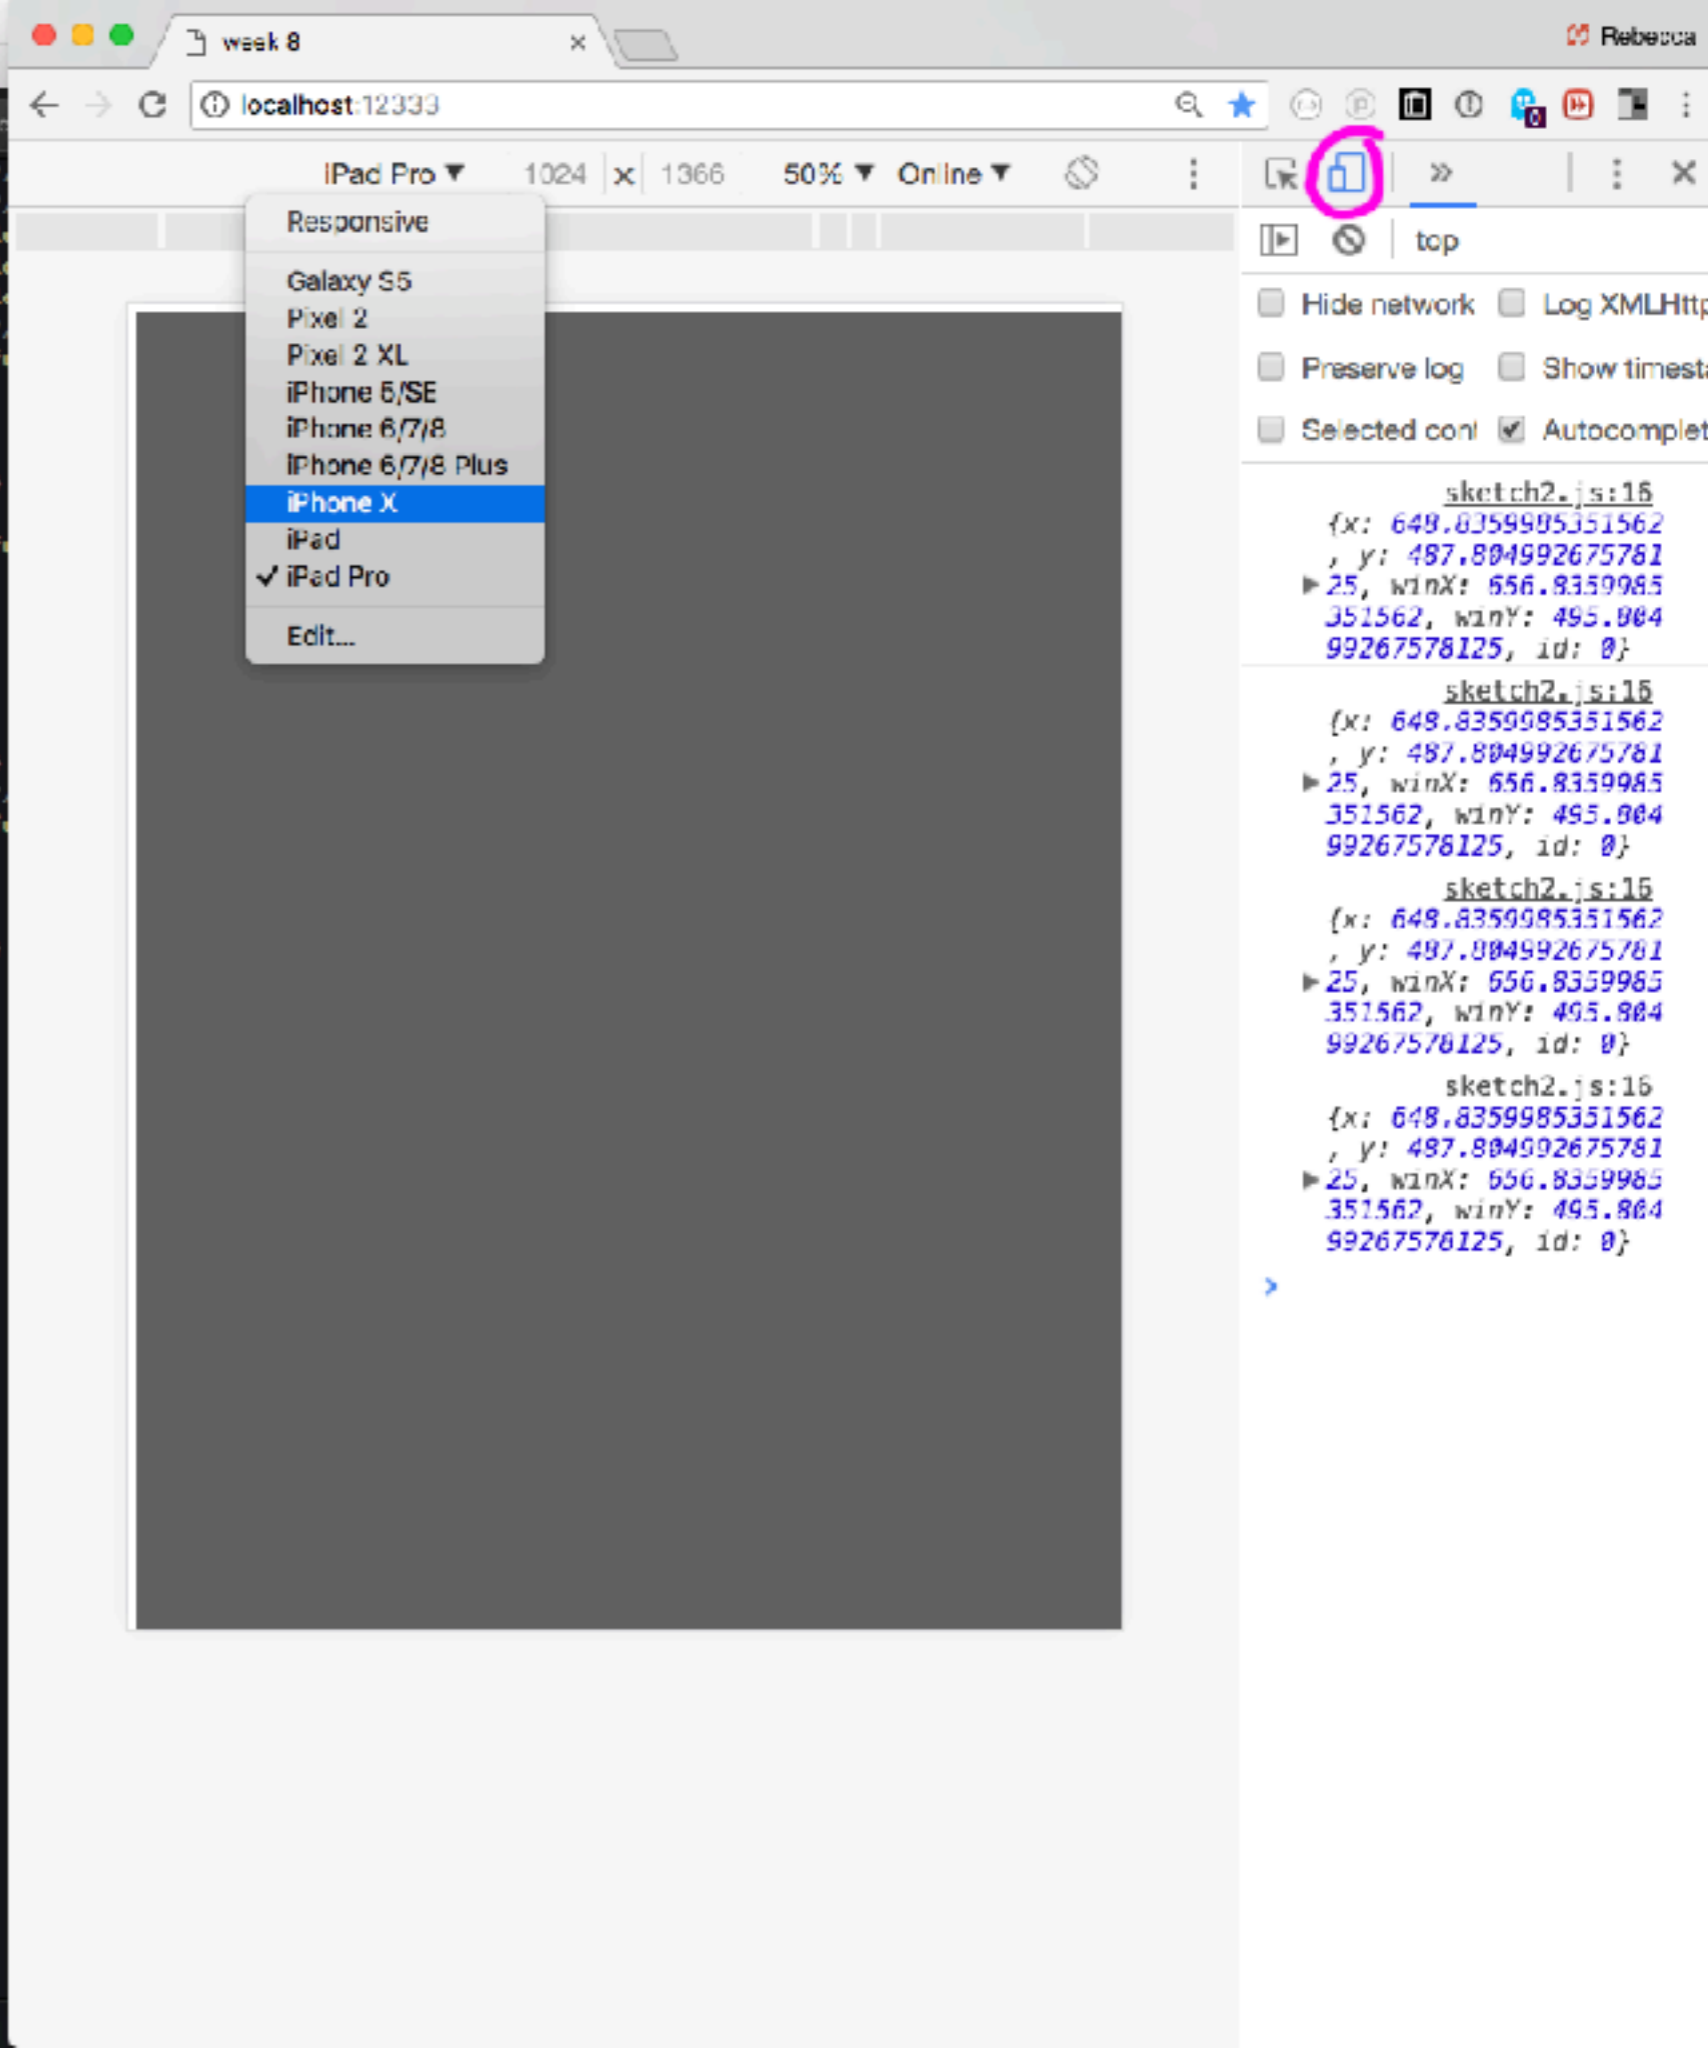 week 8
Rebecca
localhost:12333
0
iPad Pro ▼ 1024 x 1366 50% ▼ Online ▼
Responsive
Galaxy S5
Pixel 2
Pixel 2 XL
iPhone 5/SE
iPhone 6/7/8
iPhone 6/7/8 Plus
iPhone X
iPad
✓ iPad Pro
Edit...
top
Hide network Log XMLHttp
Preserve log Show timesta
Selected cont Autocomplet
sketch2.js:16
{x: 648.8359985351562
, y: 487.804992675781
25, winX: 656.8359985
351562, winY: 495.804
99267578125, id: 0}
sketch2.js:16
{x: 648.8359985351562
, y: 487.804992675781
25, winX: 656.8359985
351562, winY: 495.804
99267578125, id: 0}
sketch2.js:16
{x: 648.8359985351562
, y: 487.804992675781
25, winX: 656.8359985
351562, winY: 495.804
99267578125, id: 0}
sketch2.js:16
{x: 648.8359985351562
, y: 487.804992675781
25, winX: 656.8359985
351562, winY: 495.804
99267578125, id: 0}